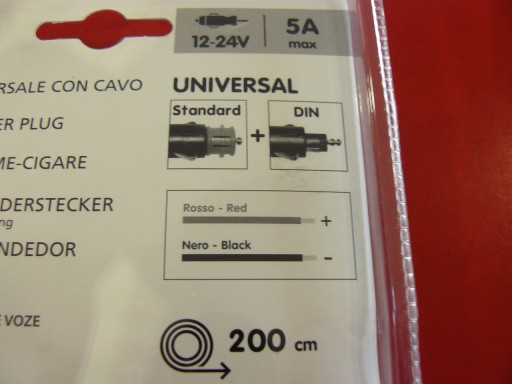 12-24V
5A
max
RSALE CON CAVO
UNIVERSAL
Standard + DIN
ER PLUG
ME-CIGARE
DERSTECKER
ng
NDEDOR
Rosso - Red +
Nero - Black -
E VOZE
200 cm